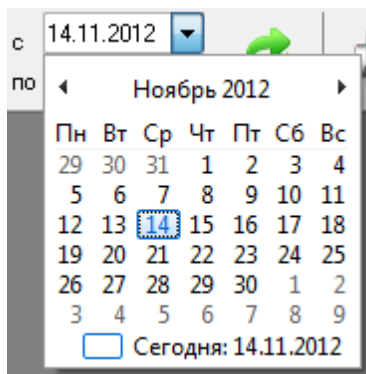 с 14.11.2012
по
Ноябрь 2012
Пн Вт Ср Чт Пт Сб Вс
29 30 31 1 2 3 4
5 6 7 8 9 10 11
12 13 14 15 16 17 18
19 20 21 22 23 24 25
26 27 28 29 30 1 2
3 4 5 6 7 8 9
Сегодня: 14.11.2012